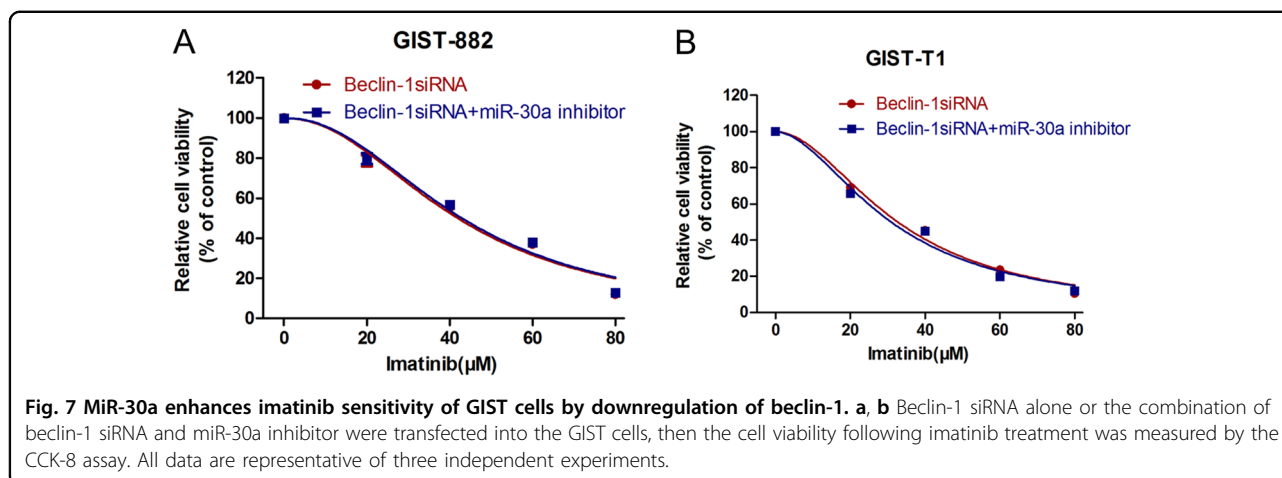 A
GIST-882
Beclin-1siRNA
Beclin-1siRNA+miR-30a inhibitor
Relative cell viability
(% of control)
120
100
80
60
40
20
0
0 20 40 60 80
Imatinib(μM)
B
GIST-T1
Beclin-1siRNA
Beclin-1siRNA+miR-30a inhibitor
Relative cell viability
(% of control)
120
100
80
60
40
20
0
0 20 40 60 80
Imatinib(μM)
Fig. 7 MiR-30a enhances imatinib sensitivity of GIST cells by downregulation of beclin-1. a, b Beclin-1 siRNA alone or the combination of
beclin-1 siRNA and miR-30a inhibitor were transfected into the GIST cells, then the cell viability following imatinib treatment was measured by the
CCK-8 assay. All data are representative of three independent experiments.